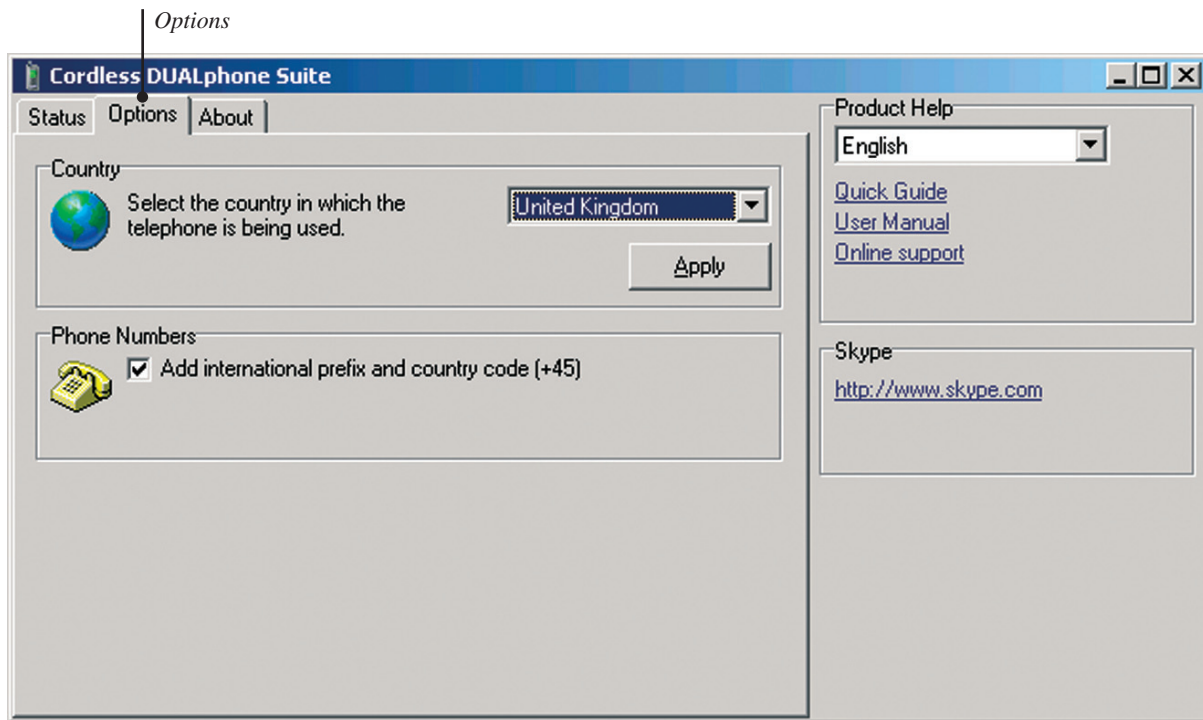 Options
Cordless DUALphone Suite
Status Options About
Country
Select the country in which the
telephone is being used.
United Kingdom
Apply
Phone Numbers
Add international prefix and country code (+45)
Product Help
English
Quick Guide
User Manual
Online support
Skype
http://www.skype.com